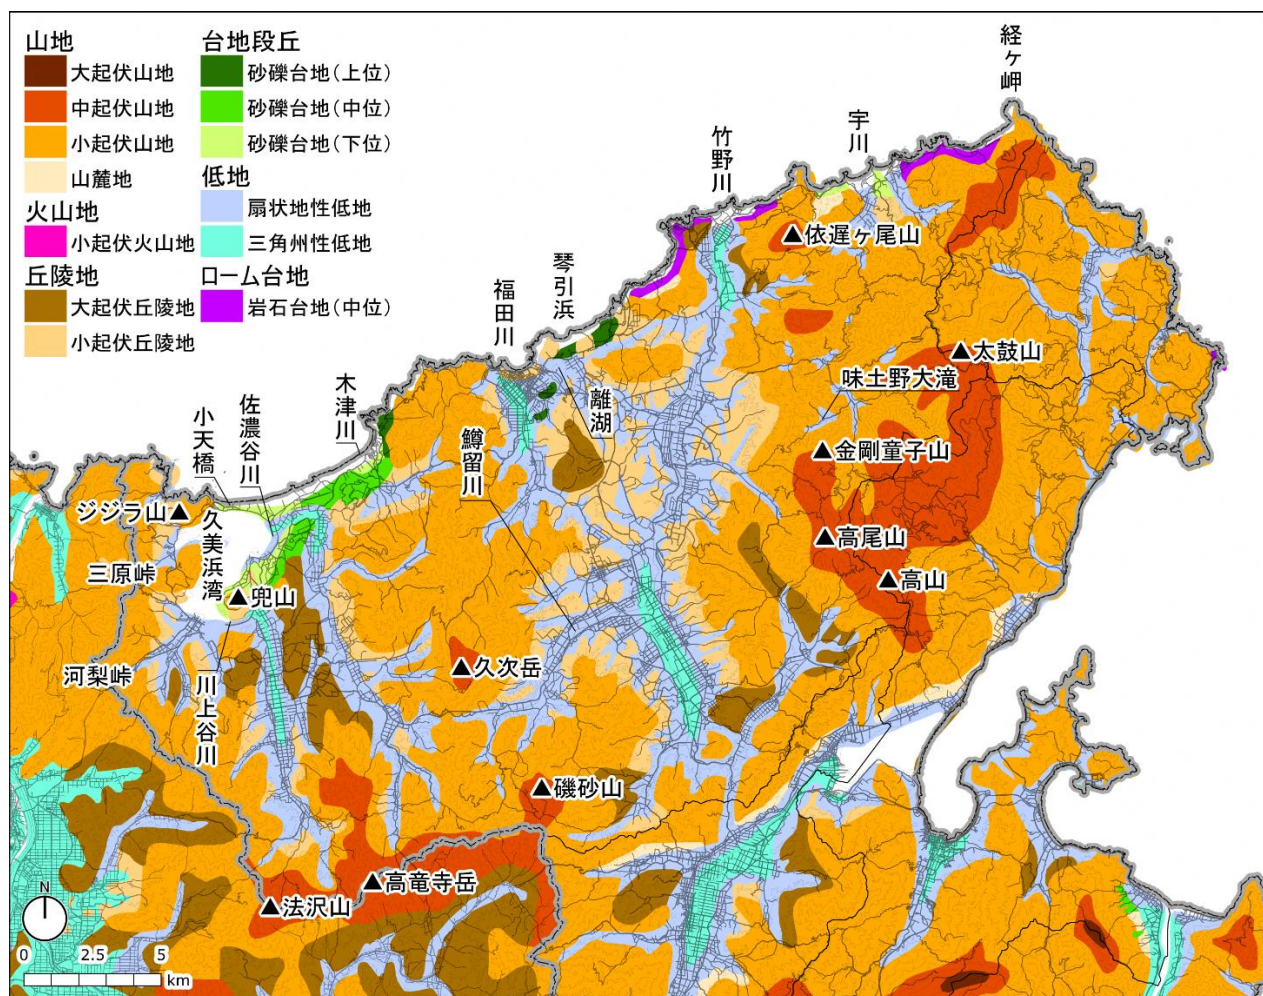 山地
大起伏山地
中起伏山地
小起伏山地
山麓地
火山地
小起伏火山地
丘陵地
大起伏丘陵地
小起伏丘陵地
台地段丘
砂礫台地(上位)
砂礫台地(中位)
砂礫台地(下位)
低地
扇状地性低地
三角州性低地
ローム台地
岩石台地(中位)
経ヶ岬
宇川
竹野川
依遅ヶ尾山
琴引浜
福田川
太鼓山
味土野大滝
木津川
佐濃谷川
小天橋
離湖
鱒留川
金剛童子山
ジジラ山
久美浜湾
高尾山
三原峠
高山
兜山
久次岳
河梨峠
川上谷川
磯砂山
高竜寺岳
法沢山
N
0 2.5 5
km